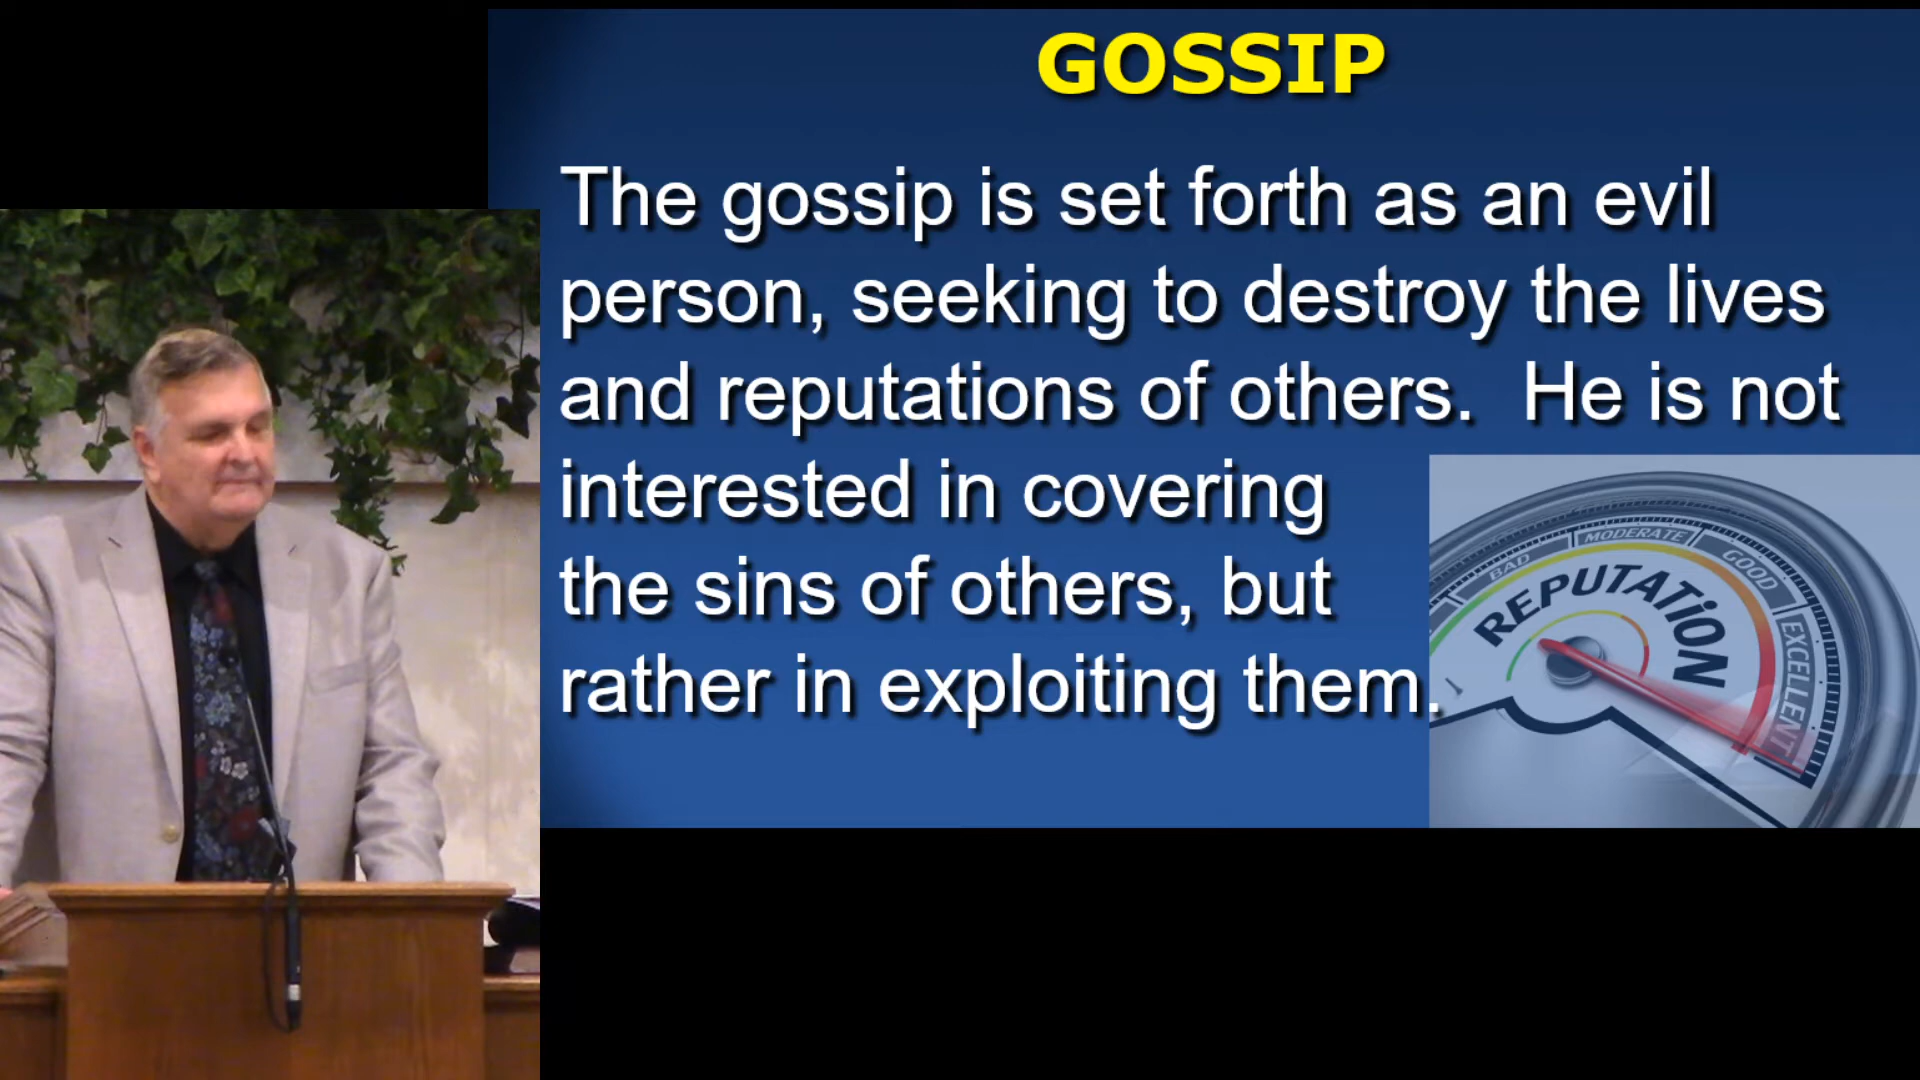 GOSSIP
The gossip is set forth as an evil
person, seeking to destroy the lives
and reputations of others.  He is not
interested in covering
the sins of others, but
rather in exploiting them.
BAD
MODERATE
GOOD
EXCELLENT
REPUTATiON